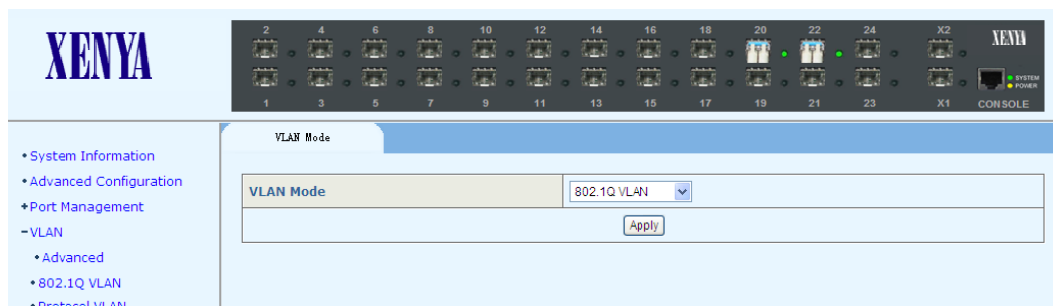 XENYA
2 4 6 8 10 12 14 16 18 20 22 24 X2 XENYA
SYSTEM
POWER
1 3 5 7 9 11 13 15 17 19 21 23 X1 CONSOLE
VLAN Mode
System Information
Advanced Configuration
+Port Management
-VLAN
Advanced
802.1Q VLAN
Protocol VLAN
VLAN Mode 802.1Q VLAN
Apply